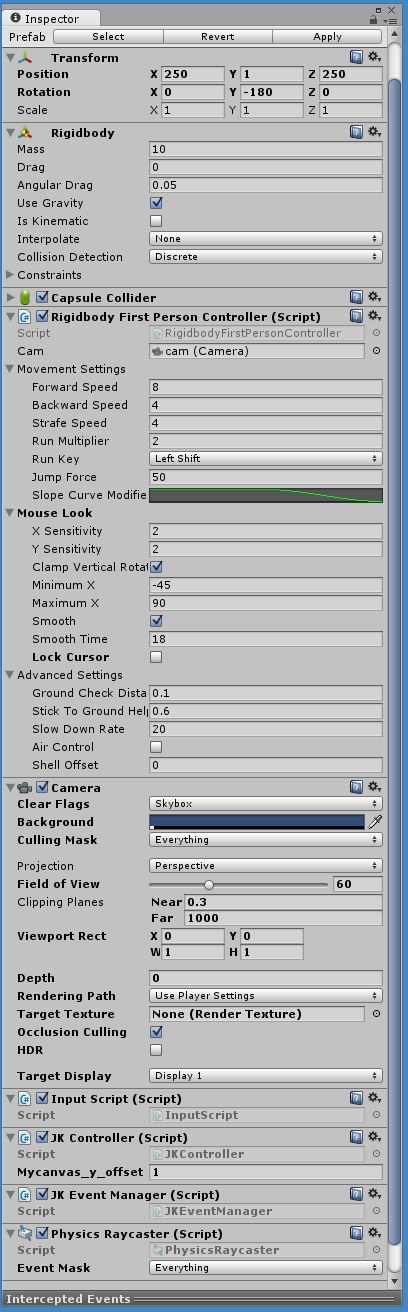 Inspector
Prefab Select Revert Apply
Transform
Position X 250 Y 1 Z 250
Rotation X 0 Y -180 Z 0
Scale X 1 Y 1 Z 1
Rigidbody
Mass 10
Drag 0
Angular Drag 0.05
Use Gravity
Is Kinematic
Interpolate None
Collision Detection Discrete
Constraints
Capsule Collider
Rigidbody First Person Controller (Script)
Script RigidbodyFirstPersonController
Cam cam (Camera)
Movement Settings
Forward Speed 8
Backward Speed 4
Strafe Speed 4
Run Multiplier 2
Run Key Left Shift
Jump Force 50
Slope Curve Modifie
Mouse Look
X Sensitivity 2
Y Sensitivity 2
Clamp Vertical Rotat
Minimum X -45
Maximum X 90
Smooth
Smooth Time 18
Lock Cursor
Advanced Settings
Ground Check Dista 0.1
Stick To Ground Help 0.6
Slow Down Rate 20
Air Control
Shell Offset 0
Camera
Clear Flags Skybox
Background
Culling Mask Everything
Projection Perspective
Field of View 60
Clipping Planes Near 0.3
Far 1000
Viewport Rect X 0 Y 0
W 1 H 1
Depth 0
Rendering Path Use Player Settings
Target Texture None (Render Texture)
Occlusion Culling
HDR
Target Display Display 1
Input Script (Script)
Script InputScript
JK Controller (Script)
Script JKController
Mycanvas_y_offset 1
JK Event Manager (Script)
Script JKEventManager
Physics Raycaster (Script)
Script PhysicsRaycaster
Event Mask Everything
Intercepted Events